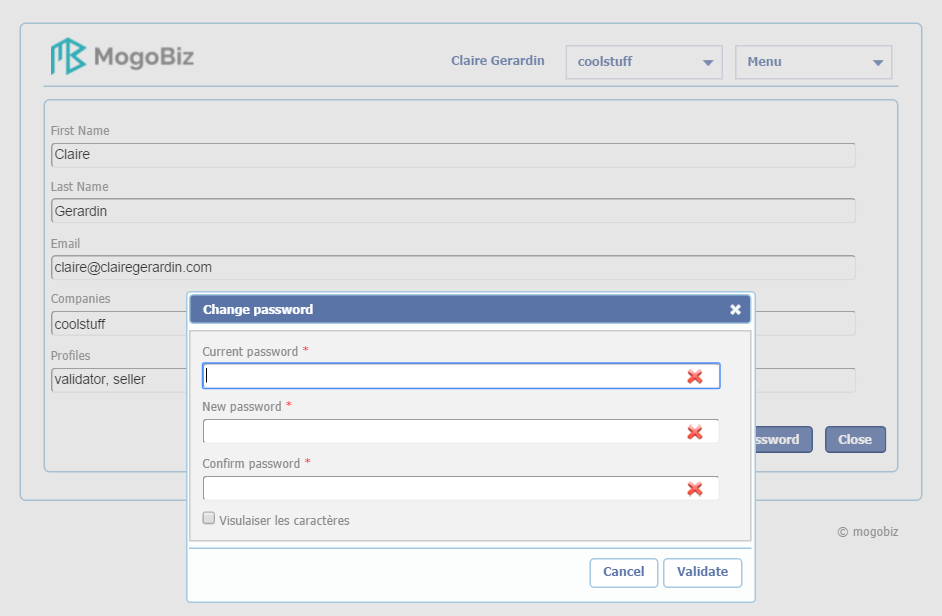 MogoBiz
Claire Gerardin
coolstuff
Menu
First Name
Claire
Last Name
Gerardin
Email
claire@clairegerardin.com
Companies
coolstuff
Profiles
validator, seller
Change password
Current password *
New password *
Confirm password *
Visulaiser les caractères
Cancel
Validate
ssword
Close
© mogobiz